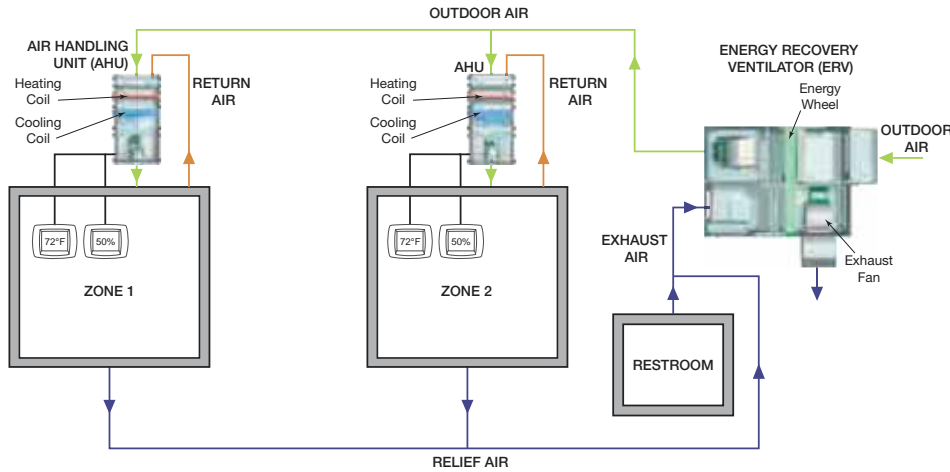 OUTDOOR AIR
AIR HANDLING
UNIT (AHU)
Heating
Coil
Cooling
Coil
RETURN
AIR
AHU
Heating
Coil
Cooling
Coil
RETURN
AIR
ENERGY RECOVERY
VENTILATOR (ERV)
Energy
Wheel
OUTDOOR
AIR
72°F
50%
ZONE 1
72°F
50%
ZONE 2
EXHAUST
AIR
Exhaust
Fan
RESTROOM
RELIEF AIR